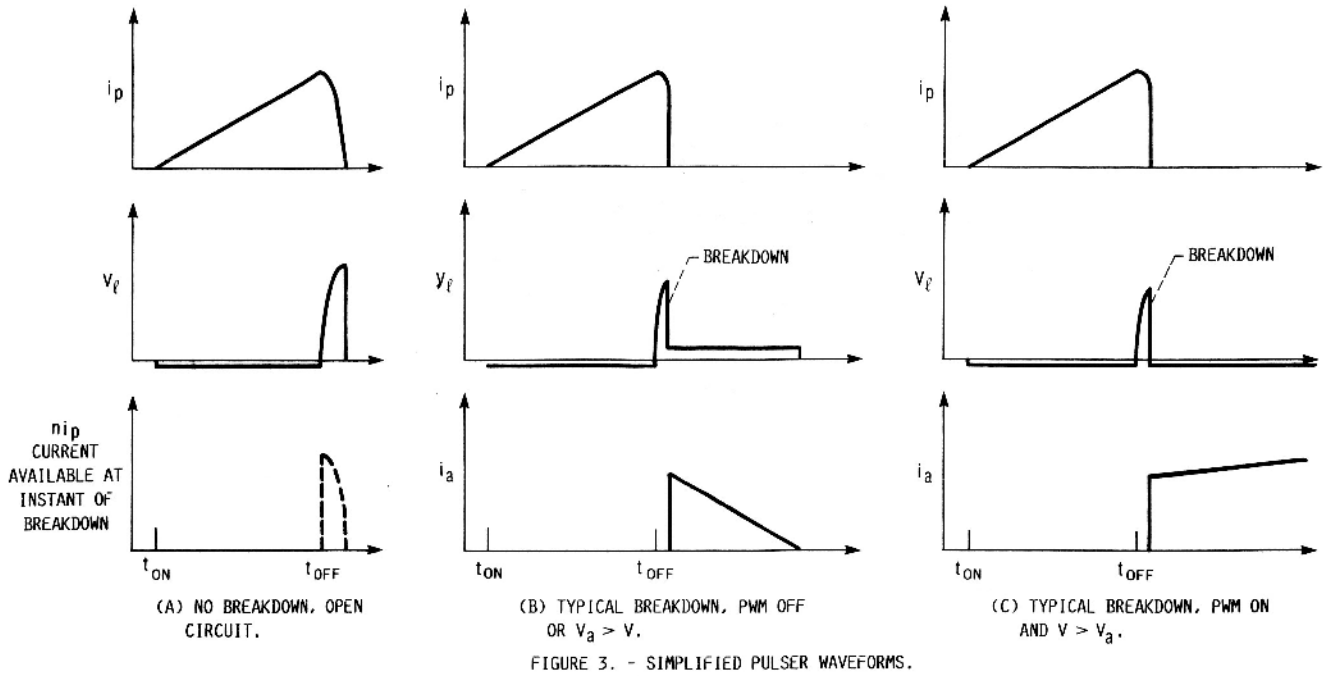 i_p
i_p
i_p
V_ℓ
y_ℓ
BREAKDOWN
V_ℓ
BREAKDOWN
ni_p
CURRENT
AVAILABLE AT
INSTANT OF
BREAKDOWN
i_a
i_a
t_ON
t_OFF
t_ON
t_OFF
t_ON
t_OFF
(A) NO BREAKDOWN, OPEN
CIRCUIT.
(B) TYPICAL BREAKDOWN, PWM OFF
OR V_a > V.
(C) TYPICAL BREAKDOWN, PWM ON
AND V > V_a.
FIGURE 3. - SIMPLIFIED PULSER WAVEFORMS.